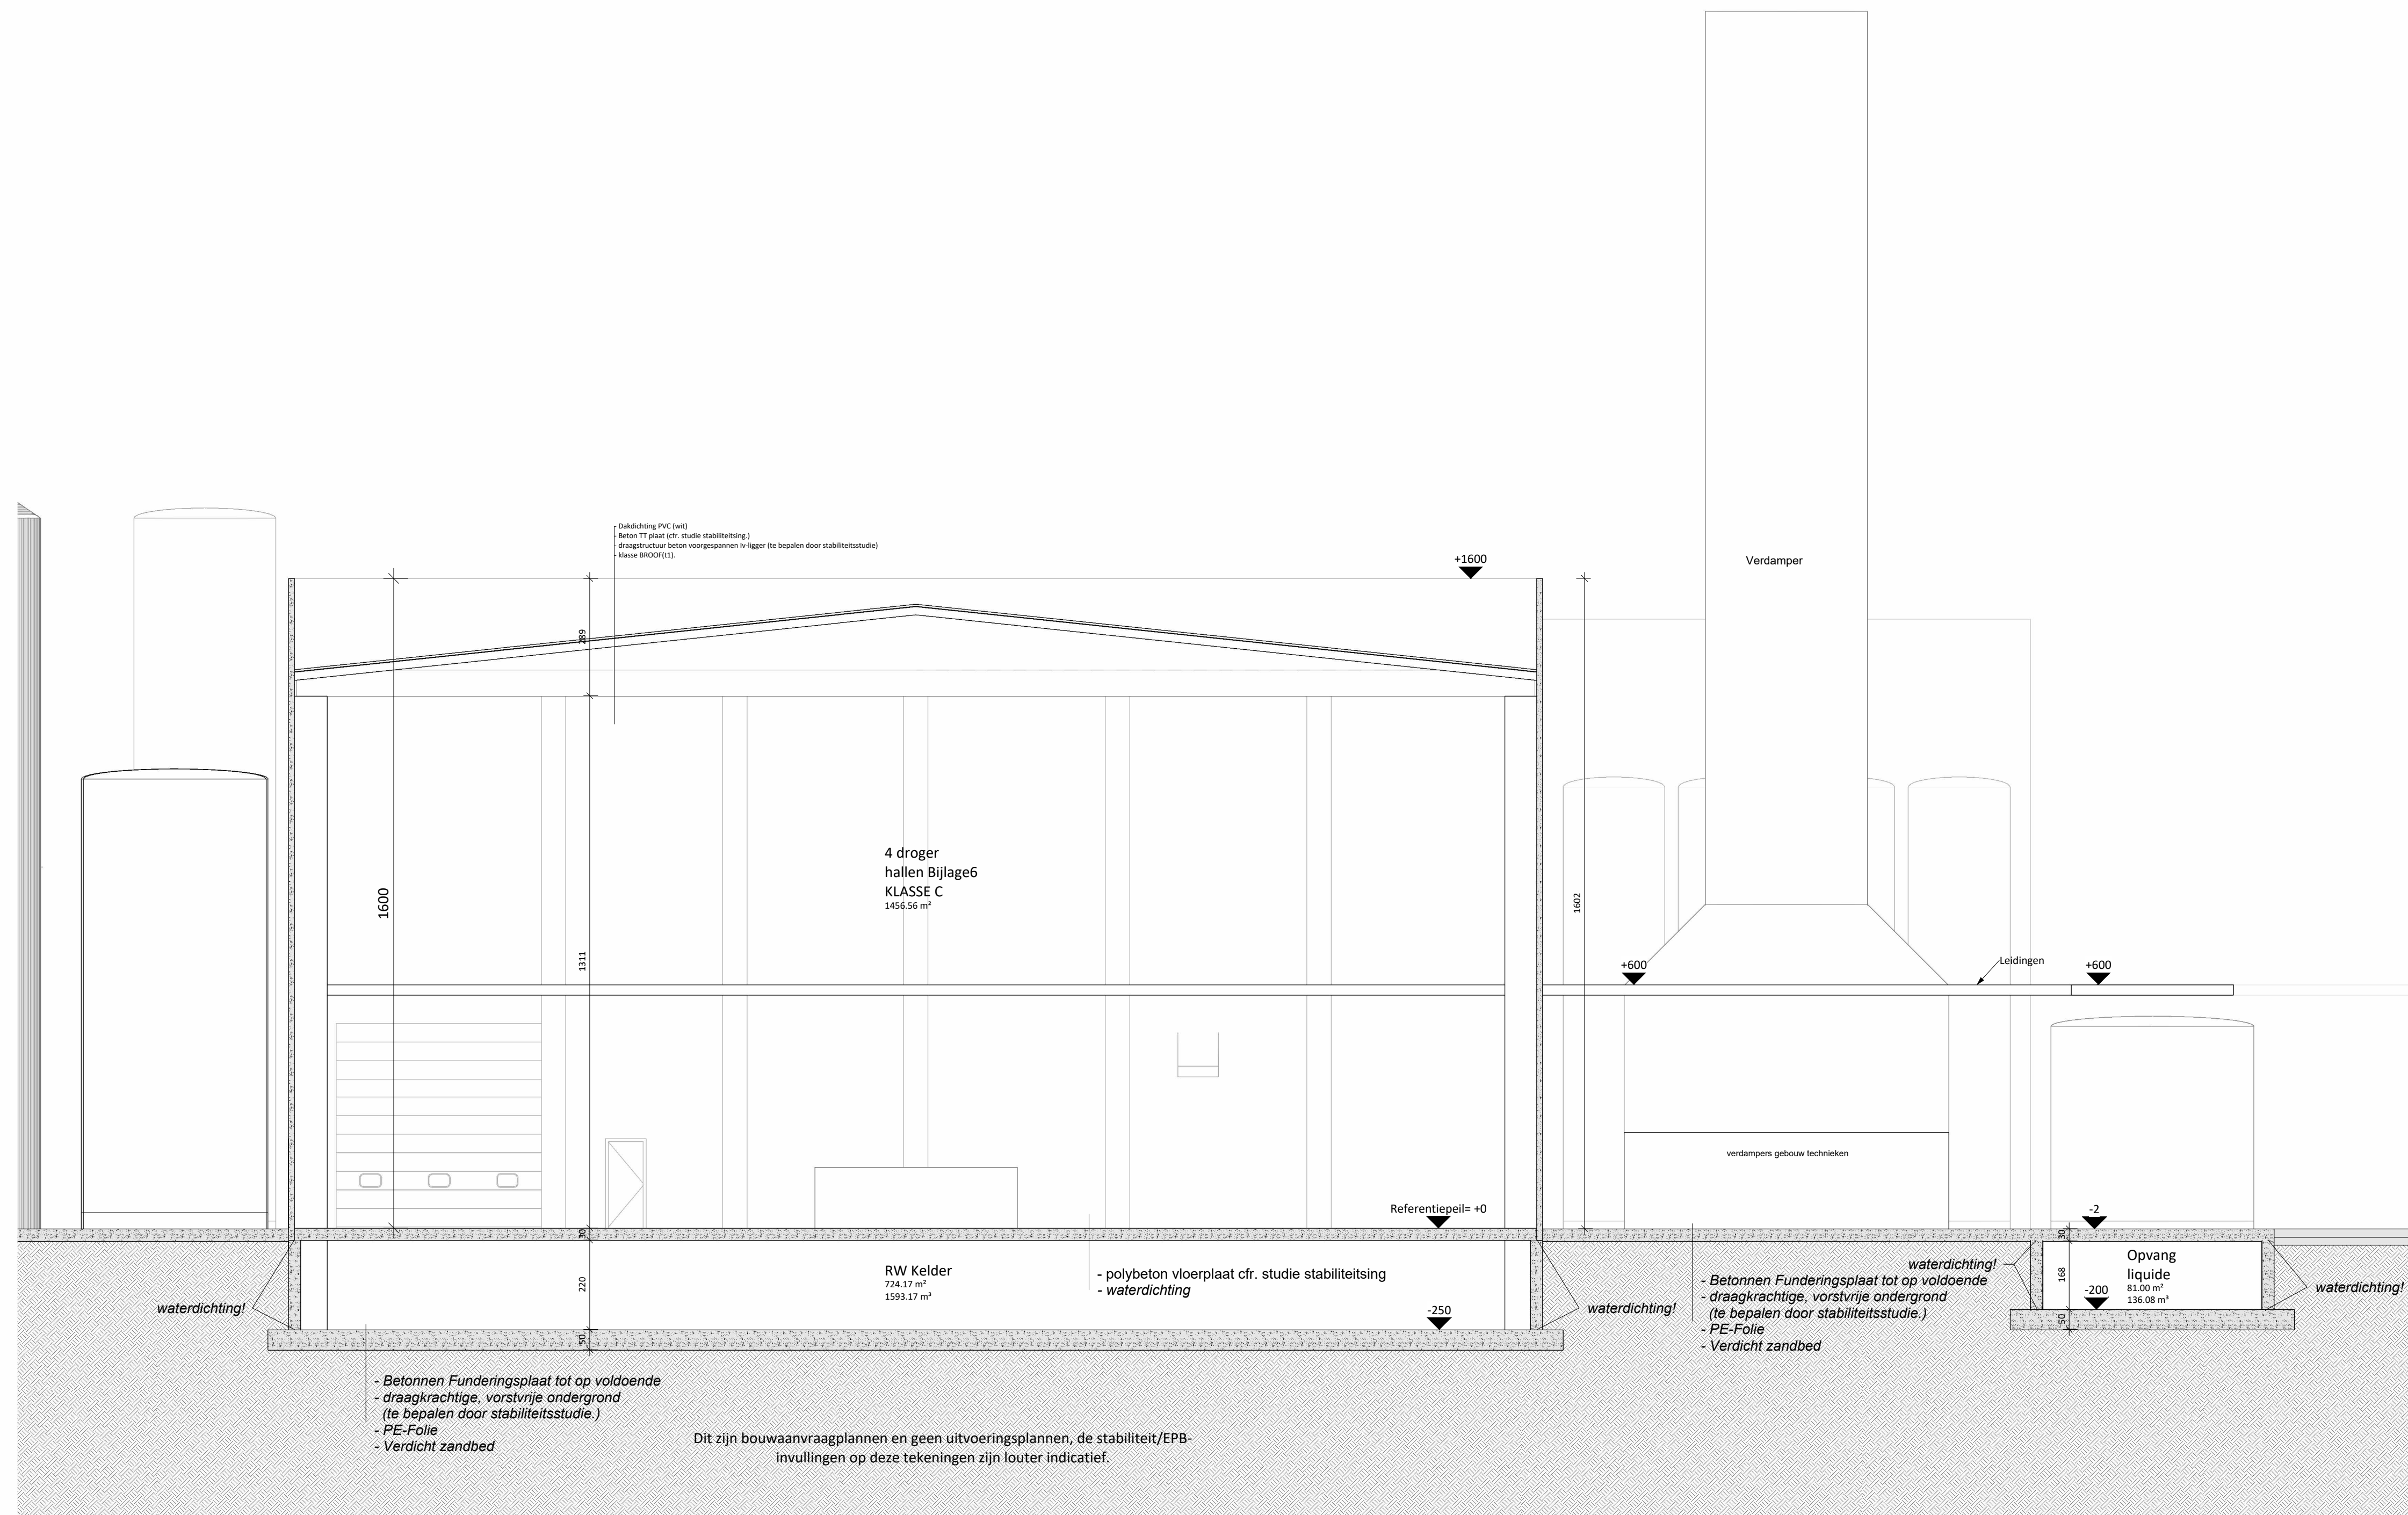 - Dakdichting PVC (wit)
- Beton TT plaat (cfr. studie stabiliteitsing.)
- draagstructuur beton voorgespannen Iv-ligger (te bepalen door stabiliteitsstudie)
- klasse BROOF(t1).
+1600
Verdamper
289
1600
1311
1602
4 droger
hallen Bijlage6
KLASSE C
1456.56 m²
+600
Leidingen
+600
verdampers gebouw technieken
Referentiepeil= +0
-2
30
30
220
50
RW Kelder
724.17 m²
1593.17 m³
- polybeton vloerplaat cfr. studie stabiliteitsing
- waterdichting
-250
waterdichting!
waterdichting!
waterdichting!
- Betonnen Funderingsplaat tot op voldoende
- draagkrachtige, vorstvrije ondergrond
(te bepalen door stabiliteitsstudie.)
- PE-Folie
- Verdicht zandbed
168
50
Opvang
liquide
81.00 m²
136.08 m³
-200
waterdichting!
- Betonnen Funderingsplaat tot op voldoende
- draagkrachtige, vorstvrije ondergrond
(te bepalen door stabiliteitsstudie.)
- PE-Folie
- Verdicht zandbed
Dit zijn bouwaanvraagplannen en geen uitvoeringsplannen, de stabiliteit/EPB-
invullingen op deze tekeningen zijn louter indicatief.